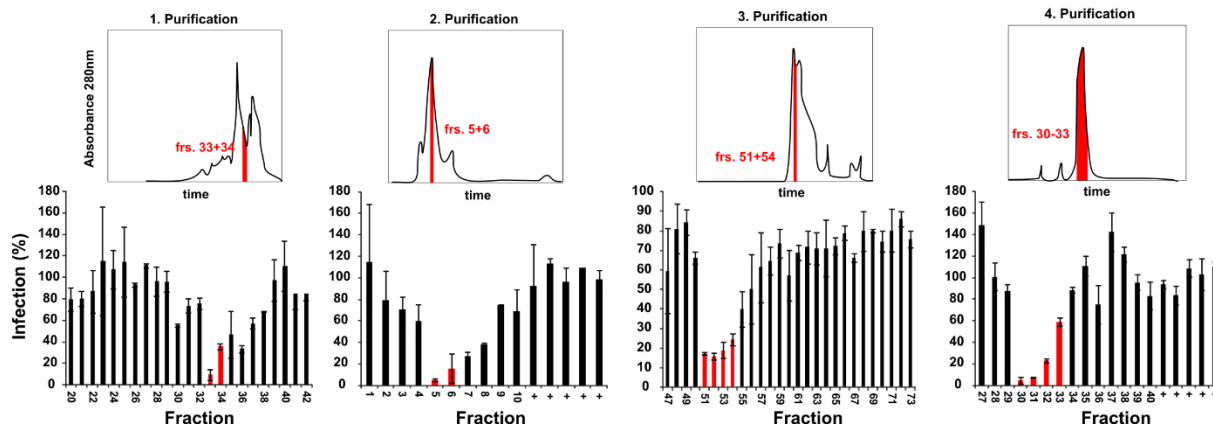 1. Purification
Absorbance 280nm
frs. 33+34
time
2. Purification
frs. 5+6
time
3. Purification
frs. 51+54
time
4. Purification
frs. 30-33
time
Infection (%)
180
160
140
120
100
80
60
40
20
0
20 22 24 26 28 30 32 34 36 38 40 42
Fraction
180
160
140
120
100
80
60
40
20
0
1 2 3 4 5 6 7 8 9 10 + + + + +
Fraction
100
90
80
70
60
50
40
30
20
10
0
47 49 51 53 55 57 59 61 63 65 67 69 71 73
Fraction
180
160
140
120
100
80
60
40
20
0
27 28 29 30 31 32 33 34 35 36 37 38 39 40 + + + +
Fraction